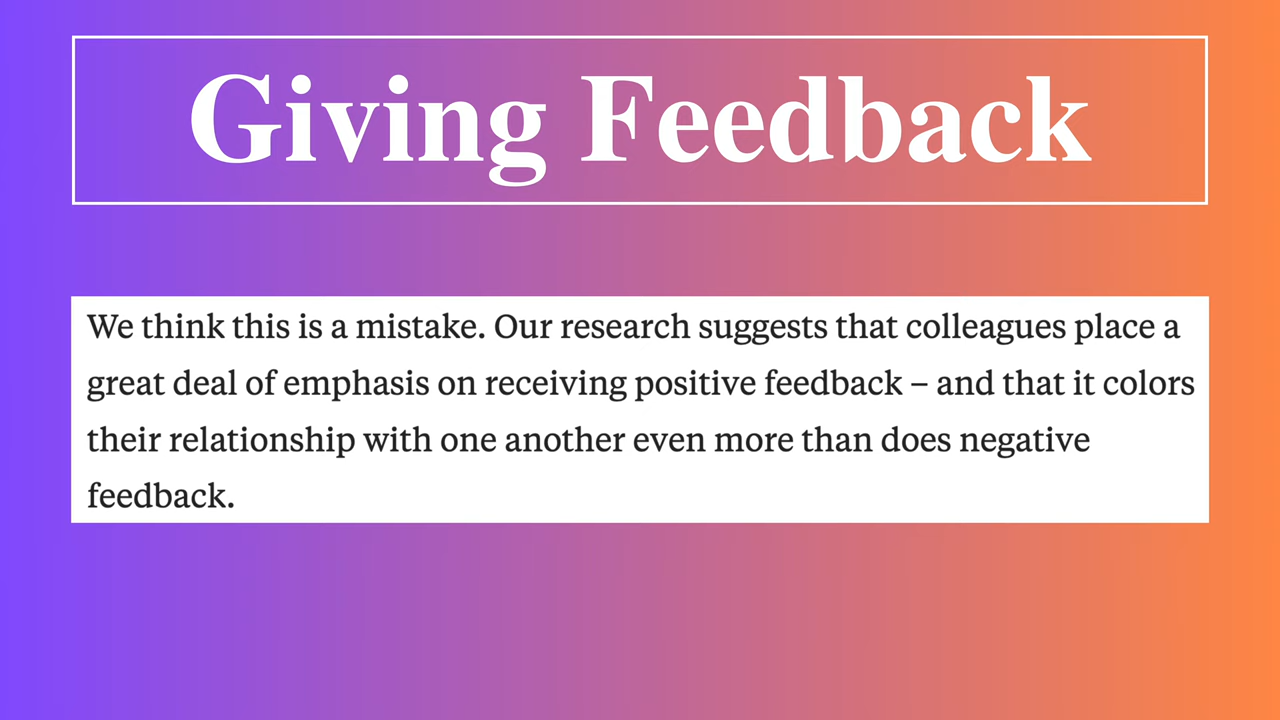 Giving Feedback
We think this is a mistake. Our research suggests that colleagues place a
great deal of emphasis on receiving positive feedback – and that it colors
their relationship with one another even more than does negative
feedback.